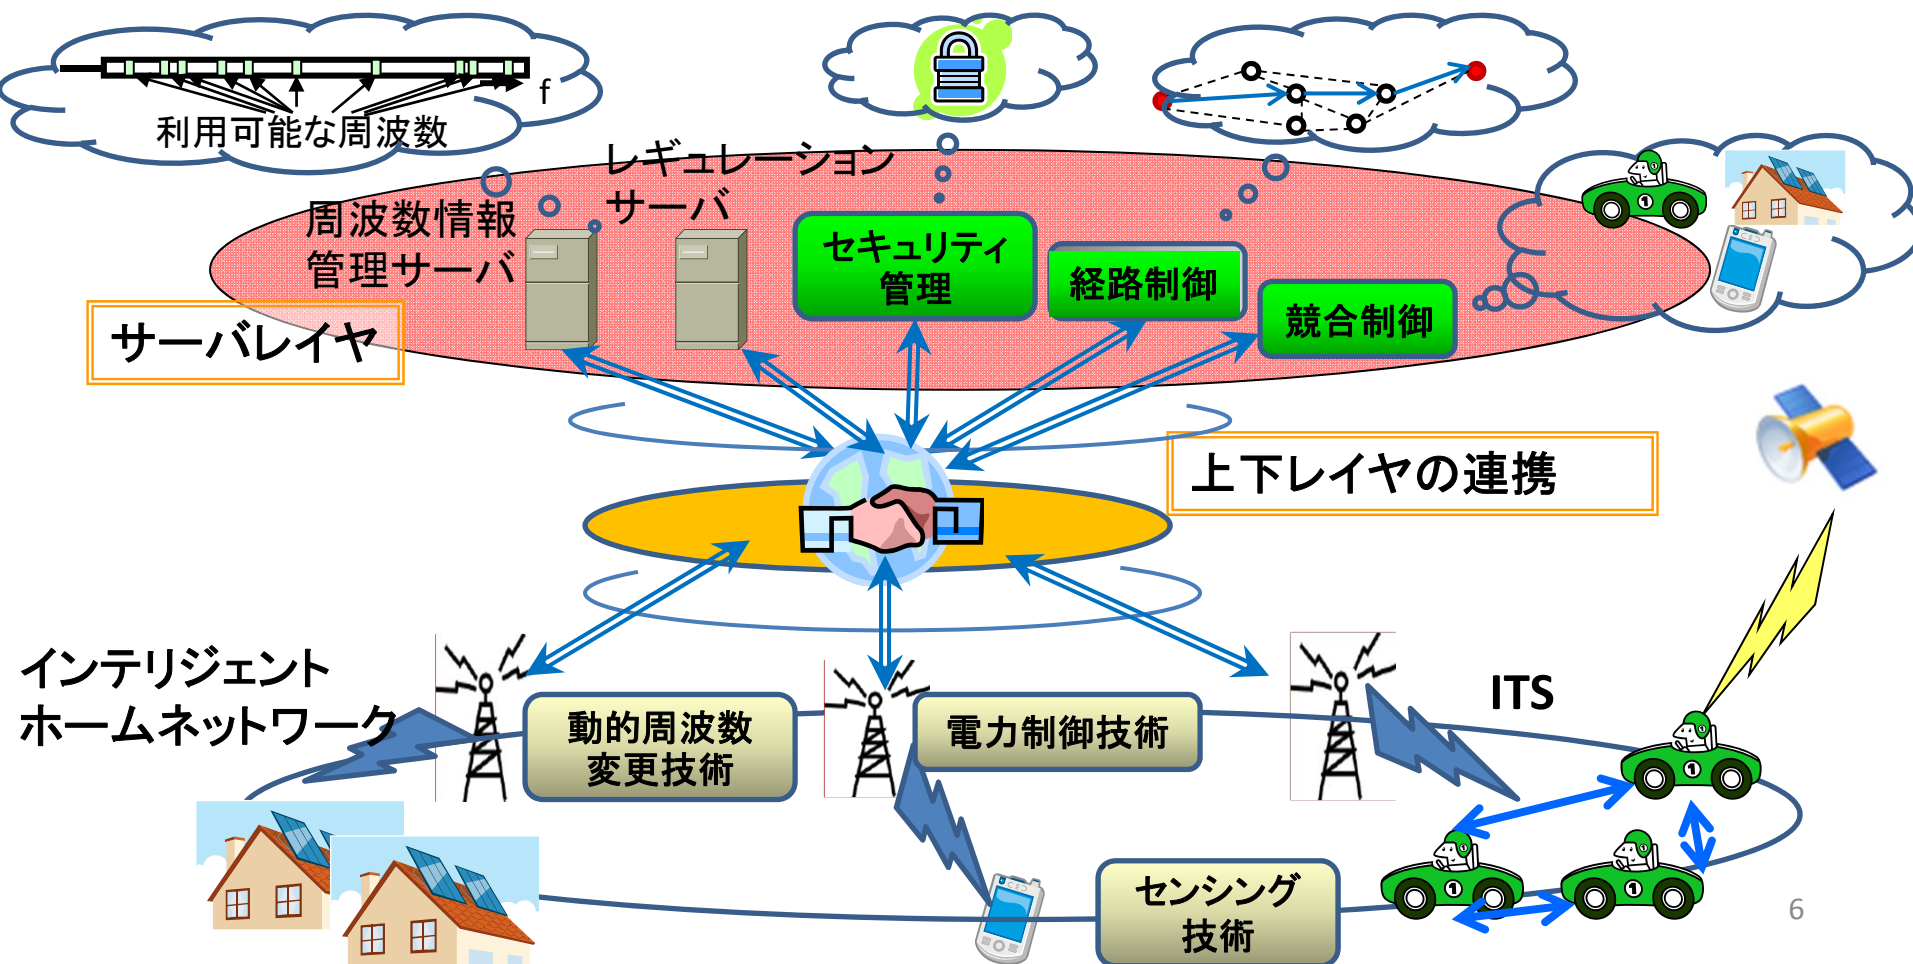 f
利用可能な周波数
レギュレーション
サーバ
周波数情報
管理サーバ
セキュリティ
管理
経路制御
競合制御
サーバレイヤ
上下レイヤの連携
インテリジェント
ホームネットワーク
ITS
動的周波数
変更技術
電力制御技術
センシング
技術
1
1
1
1
6